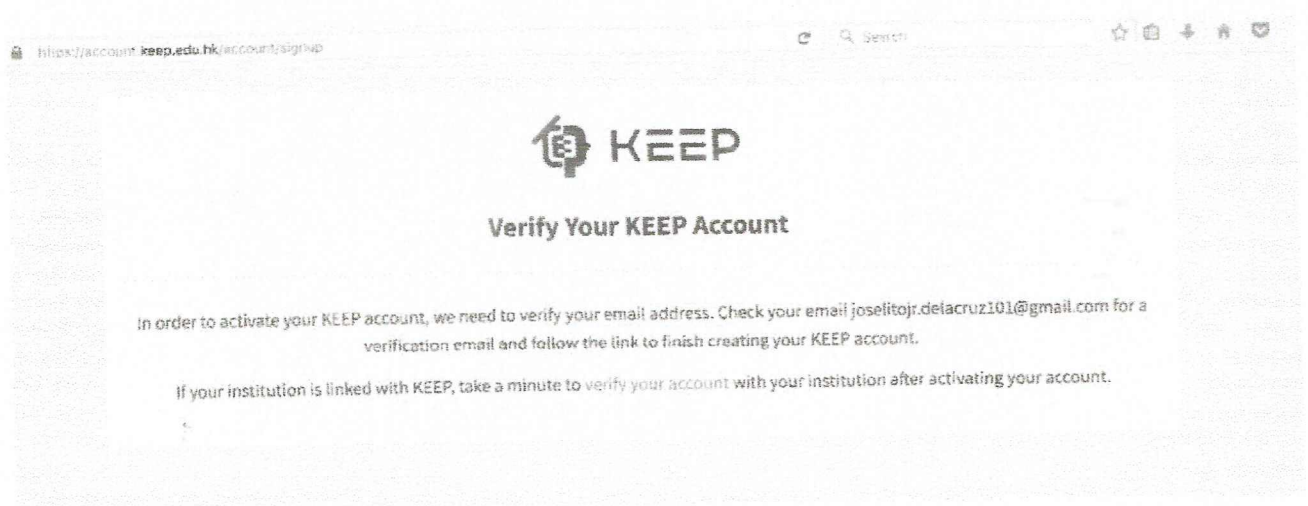 https://account.keep.edu.hk/account/signup
Search
KEEP
Verify Your KEEP Account
In order to activate your KEEP account, we need to verify your email address. Check your email joselitojr.delacruz101@gmail.com for a
verification email and follow the link to finish creating your KEEP account.
If your institution is linked with KEEP, take a minute to verify your account with your institution after activating your account.